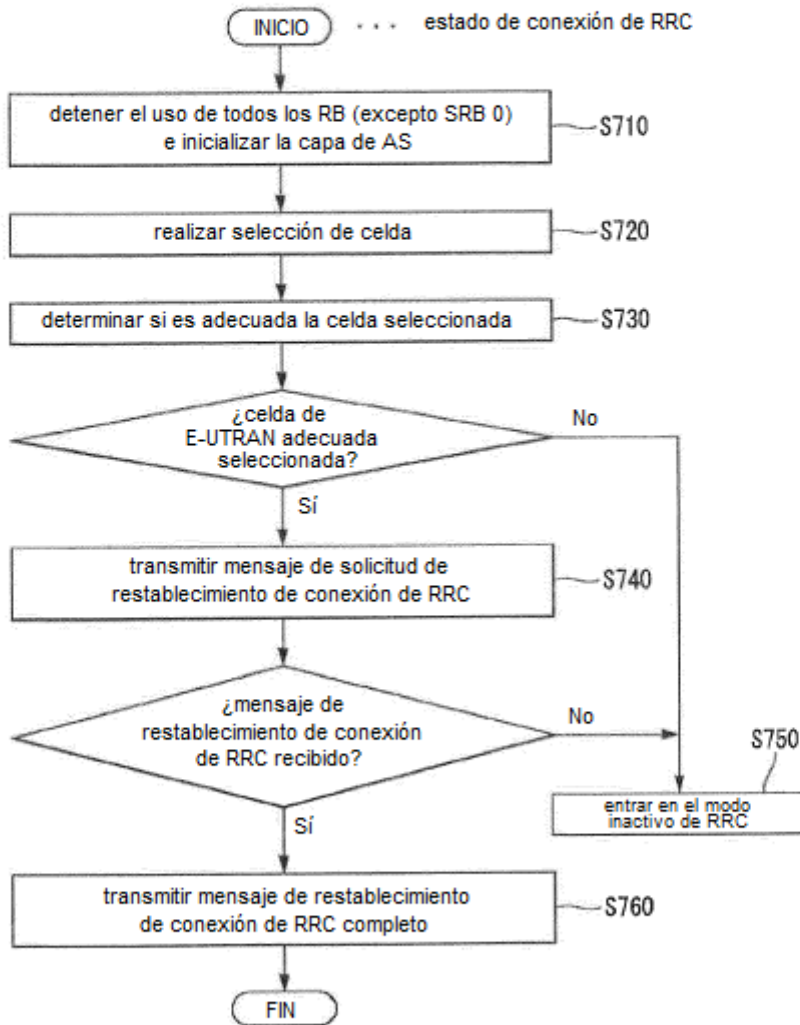 INICIO
· · · estado de conexión de RRC
detener el uso de todos los RB (excepto SRB 0)
e inicializar la capa de AS
S710
realizar selección de celda
S720
determinar si es adecuada la celda seleccionada
S730
¿celda de
E-UTRAN adecuada
seleccionada?
No
Sí
transmitir mensaje de solicitud de
restablecimiento de conexión de RRC
S740
¿mensaje de
restablecimiento de conexión
de RRC recibido?
No
S750
entrar en el modo
inactivo de RRC
Sí
transmitir mensaje de restablecimiento
de conexión de RRC completo
S760
FIN